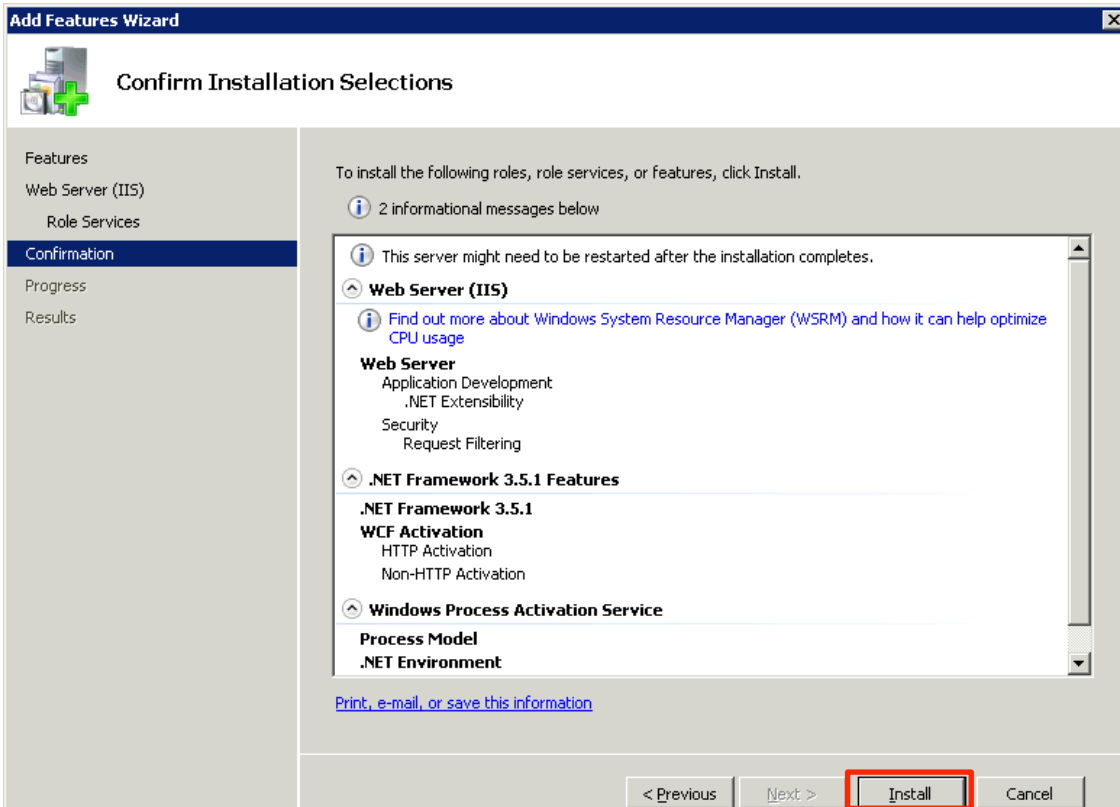 Add Features Wizard
Confirm Installation Selections
Features
Web Server (IIS)
Role Services
Confirmation
Progress
Results
To install the following roles, role services, or features, click Install.
2 informational messages below
This server might need to be restarted after the installation completes.
Web Server (IIS)
Find out more about Windows System Resource Manager (WSRM) and how it can help optimize
CPU usage
Web Server
Application Development
.NET Extensibility
Security
Request Filtering
.NET Framework 3.5.1 Features
.NET Framework 3.5.1
WCF Activation
HTTP Activation
Non-HTTP Activation
Windows Process Activation Service
Process Model
.NET Environment
Print, e-mail, or save this information
< Previous
Next >
Install
Cancel